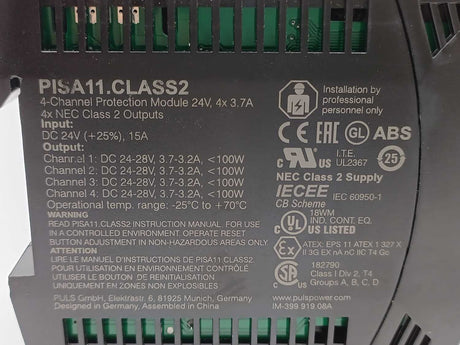 PISA11.CLASS2
4-Channel Protection Module 24V, 4x 3.7A
4x NEC Class 2 Outputs
Input:
DC 24V (+25%), 15A
Output:
Channel 1: DC 24-28V, 3.7-3.2A, <100W
Channel 2: DC 24-28V, 3.7-3.2A, <100W
Channel 3: DC 24-28V, 3.7-3.2A, <100W
Channel 4: DC 24-28V, 3.7-3.2A, <100W
Operational temp. range: -25°C to +70°C
WARNING
READ PISA11.CLASS2 INSTRUCTION MANUAL. FOR USE
IN A CONTROLLED ENVIRONMENT. OPERATE RESET
BUTTON ADJUSTMENT IN NON-HAZARDOUS AREAS ONLY.
ATTENTION
LIRE LE MANUEL D'INSTRUCTIONS DE PISA11.CLASS2
POUR UTILISATION EN ENVIRONNEMENT CONTROLE.
UTILISER LE BOUTON DE REINITIALISATION
UNIQUEMENT EN ZONES NON EXPLOSIBLES
PULS GmbH, Elektrastr. 6, 81925 Munich, Germany
Designed in Germany, Assembled in China
Installation by
professional
personnel only
CE EAC GL ABS
c UR US
I.T.E.
UL2367
25
NEC Class 2 Supply
IECEE
CB Scheme
IEC 60950-1
18WM
IND. CONT. EQ.
c UL US LISTED
Ex
ATEX: EPS 11 ATEX 1 327 X
II 3G EX nA nC IIC T4 Gc
182790
Class I Div 2, T4
Groups A, B, C, D
C SA US
www.pulspower.com
IM-399 919 08A